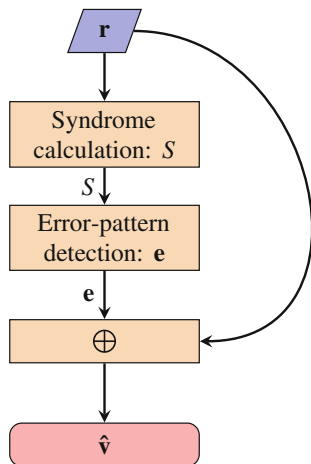 r
Syndrome
calculation: S
S
Error-pattern
detection: e
e
⊕
v̂